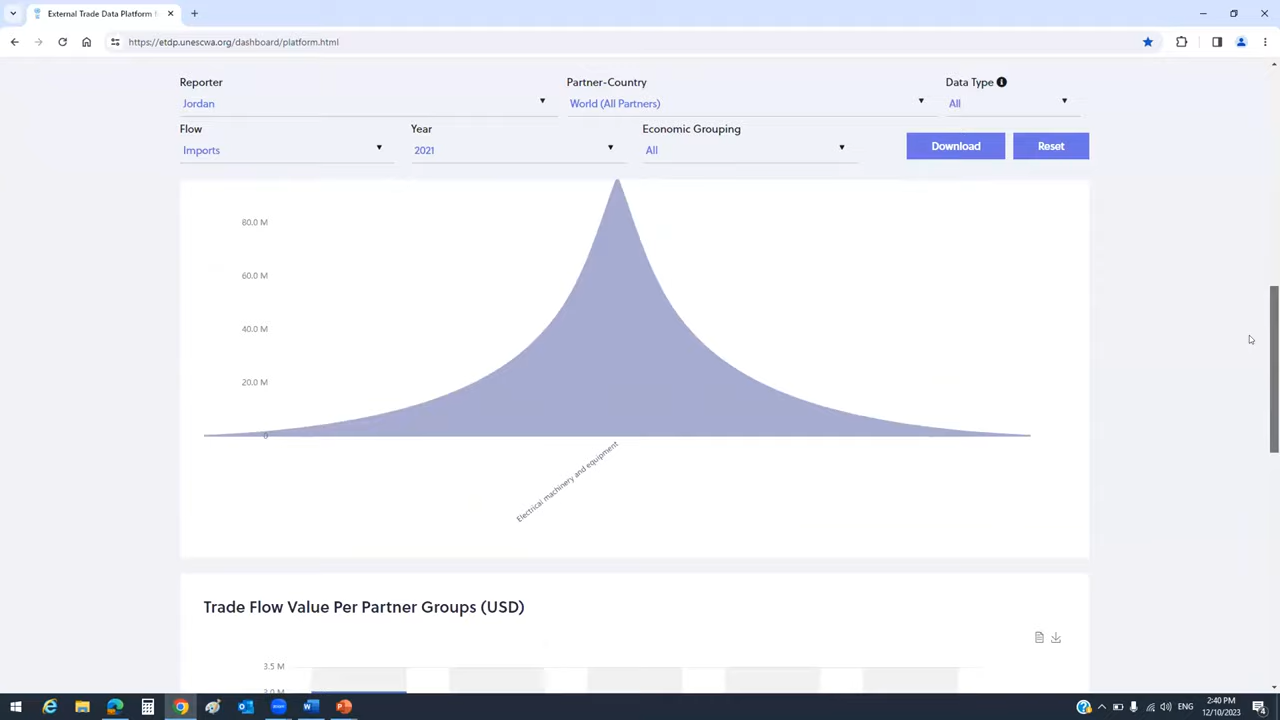 External Trade Data Platform
https://etdp.unescwa.org/dashboard/platform.html
Reporter
Partner-Country
Data Type
Jordan
World (All Partners)
All
Flow
Year
Economic Grouping
Imports
2021
All
Download
Reset
80.0 M
60.0 M
40.0 M
20.0 M
0
Electrical machinery and equipment
Trade Flow Value Per Partner Groups (USD)
3.5 M
3.0 M
ENG
2:40 PM
12/10/2023